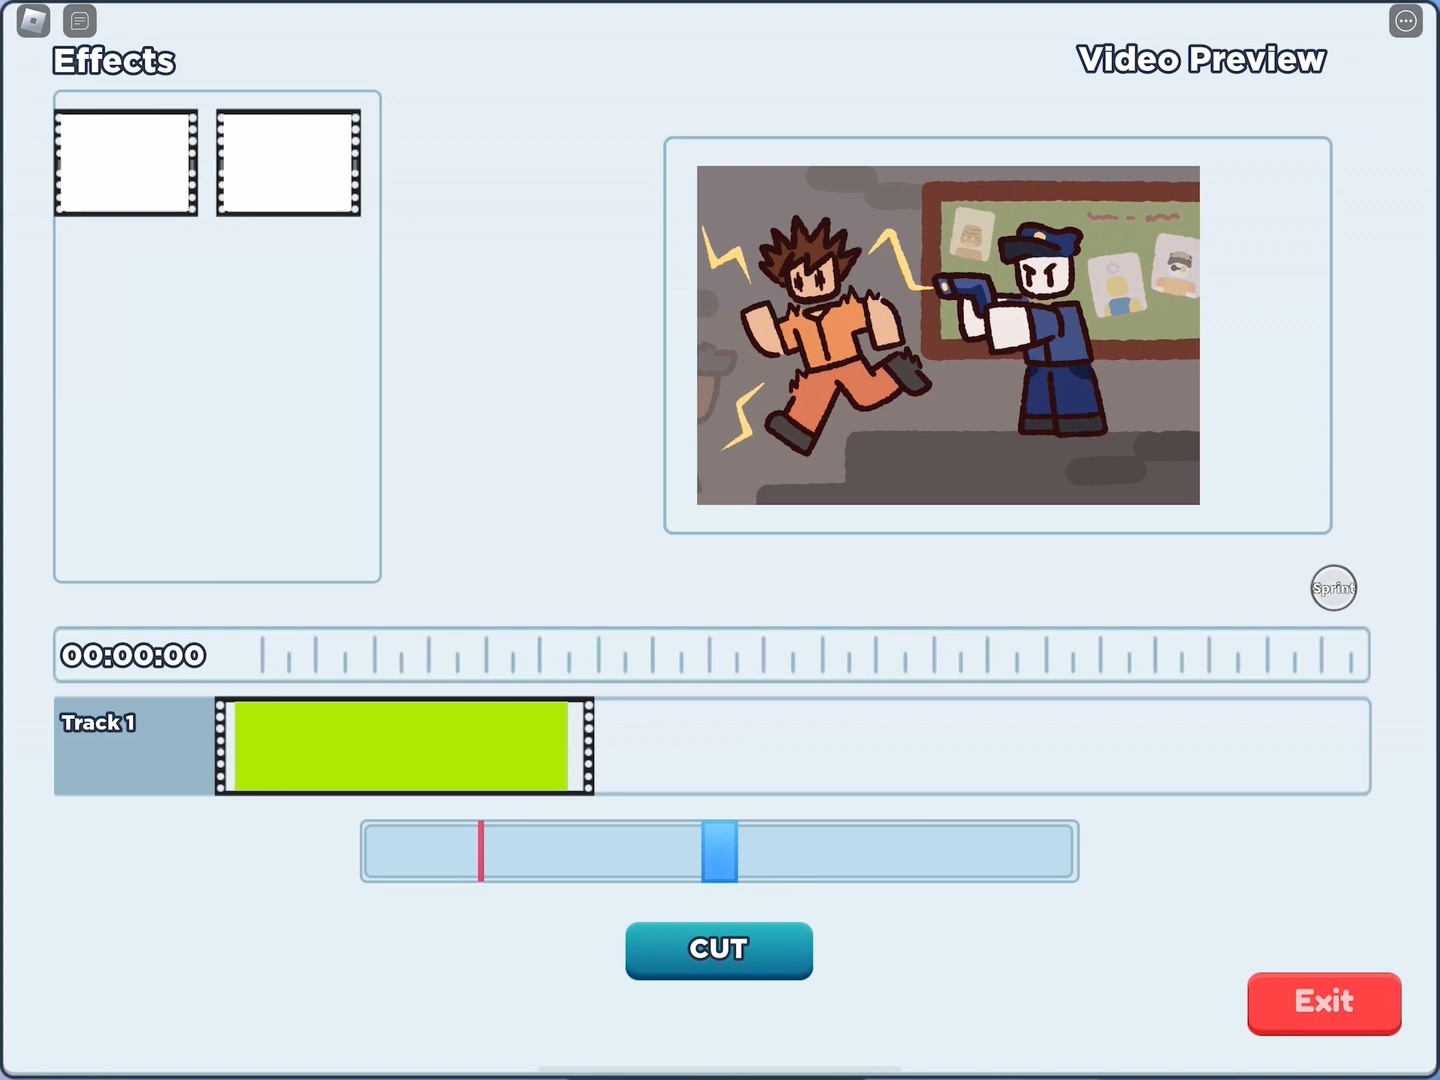 Effects
Video Preview
Sprint
00:00:00
Track 1
CUT
Exit